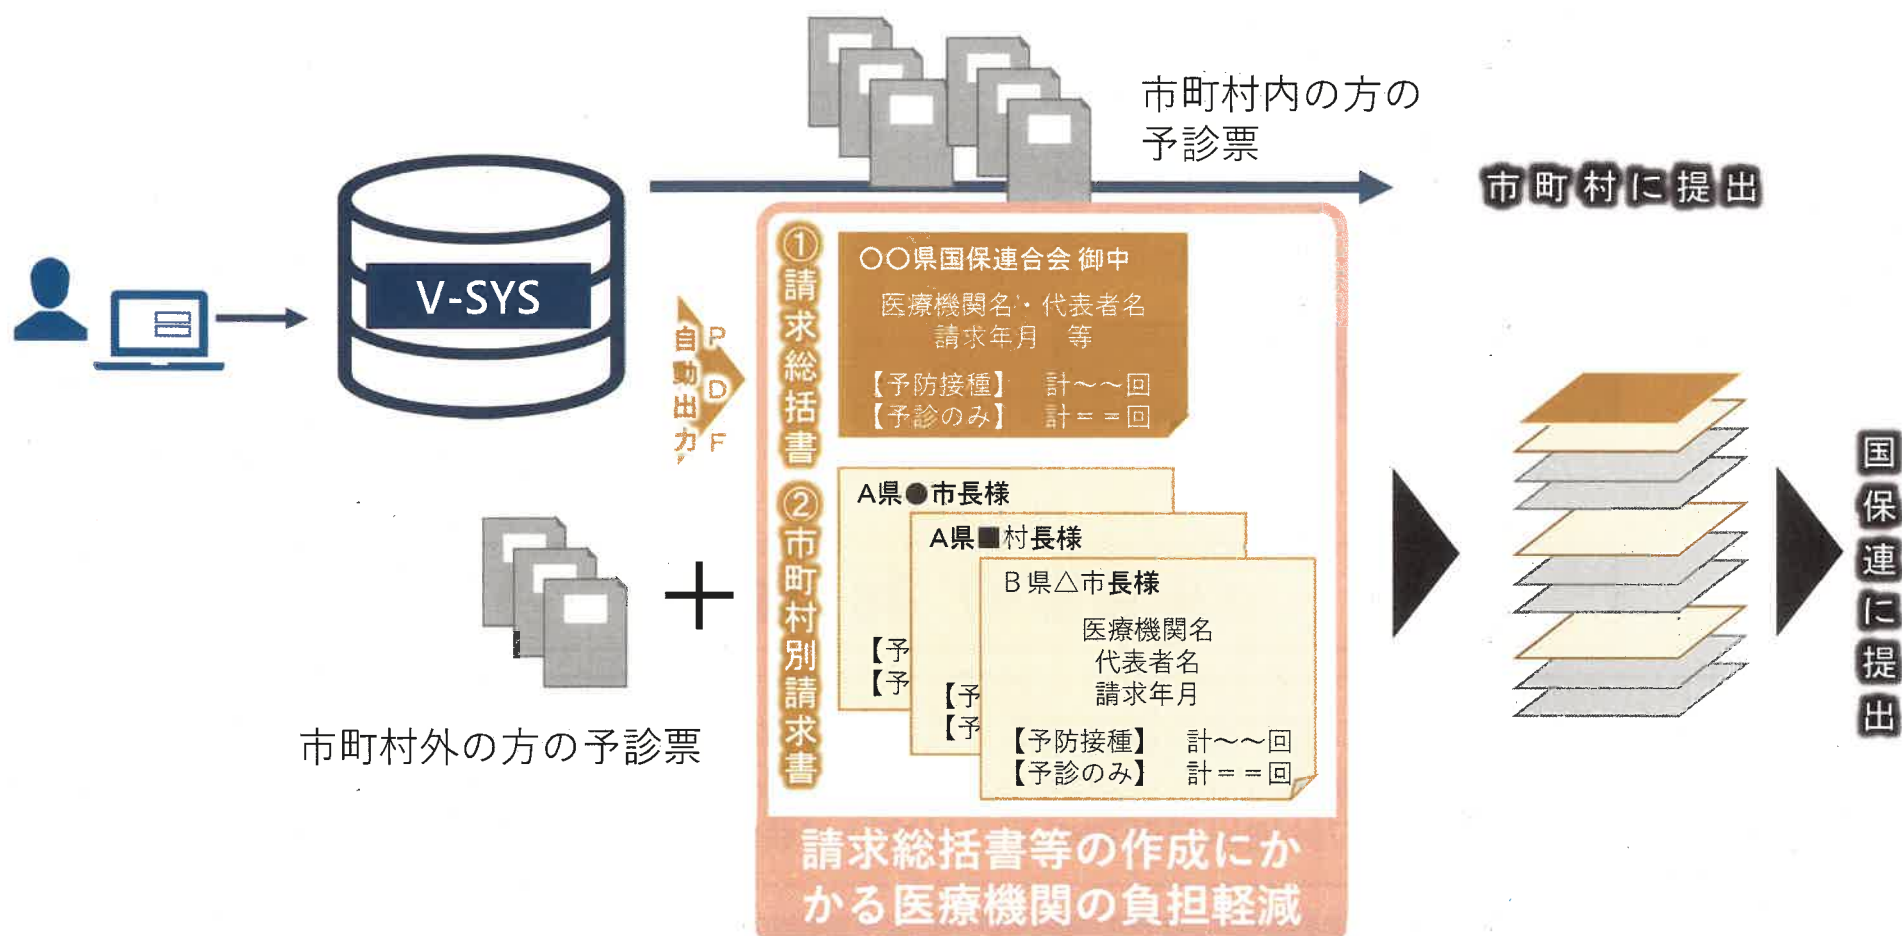 市町村内の方の
予診票
市町村に提出
V-SYS
自動出力
PDF
①請求総括書
〇〇県国保連合会 御中
医療機関名・代表者名
請求年月 等
【予防接種】 計～～回
【予診のみ】 計＝＝回
②市町村別請求書
A県●市長様
【予
【予
A県■村長様
【予
【予
B県△市長様
医療機関名
代表者名
請求年月
【予防接種】 計～～回
【予診のみ】 計＝＝回
市町村外の方の予診票
国保連に提出
請求総括書等の作成にか
かる医療機関の負担軽減